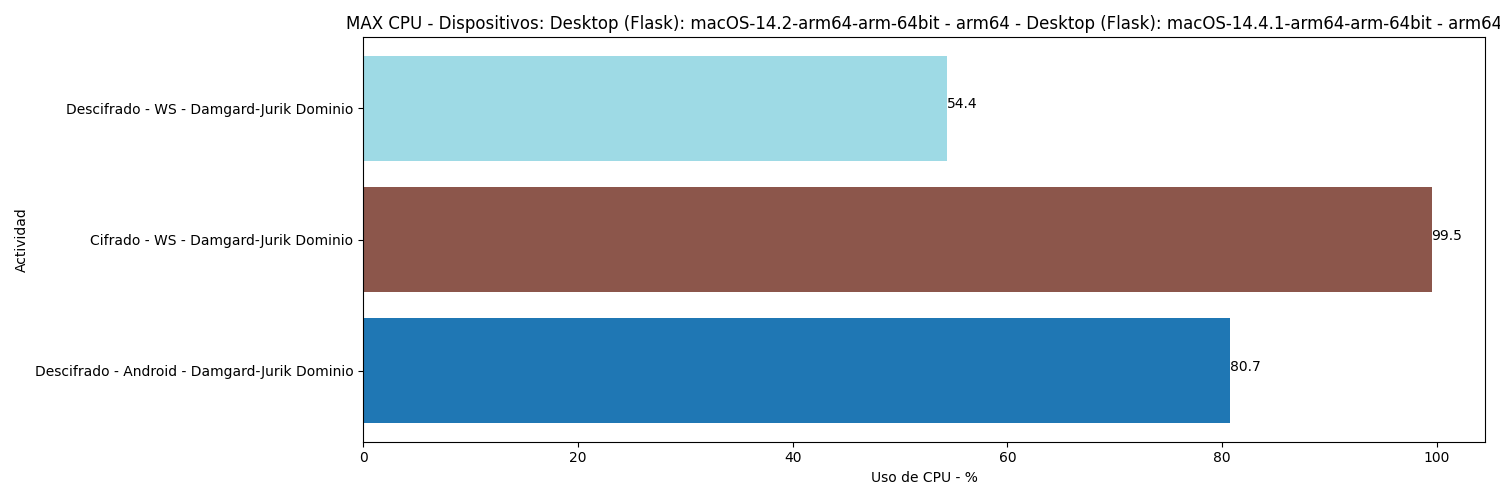 MAX CPU - Dispositivos: Desktop (Flask): macOS-14.2-arm64-arm-64bit - arm64 - Desktop (Flask): macOS-14.4.1-arm64-arm-64bit - arm64
Descifrado - WS - Damgard-Jurik Dominio
54.4
Actividad
Cifrado - WS - Damgard-Jurik Dominio
99.5
Descifrado - Android - Damgard-Jurik Dominio
80.7
0 20 40 60 80 100
Uso de CPU - %